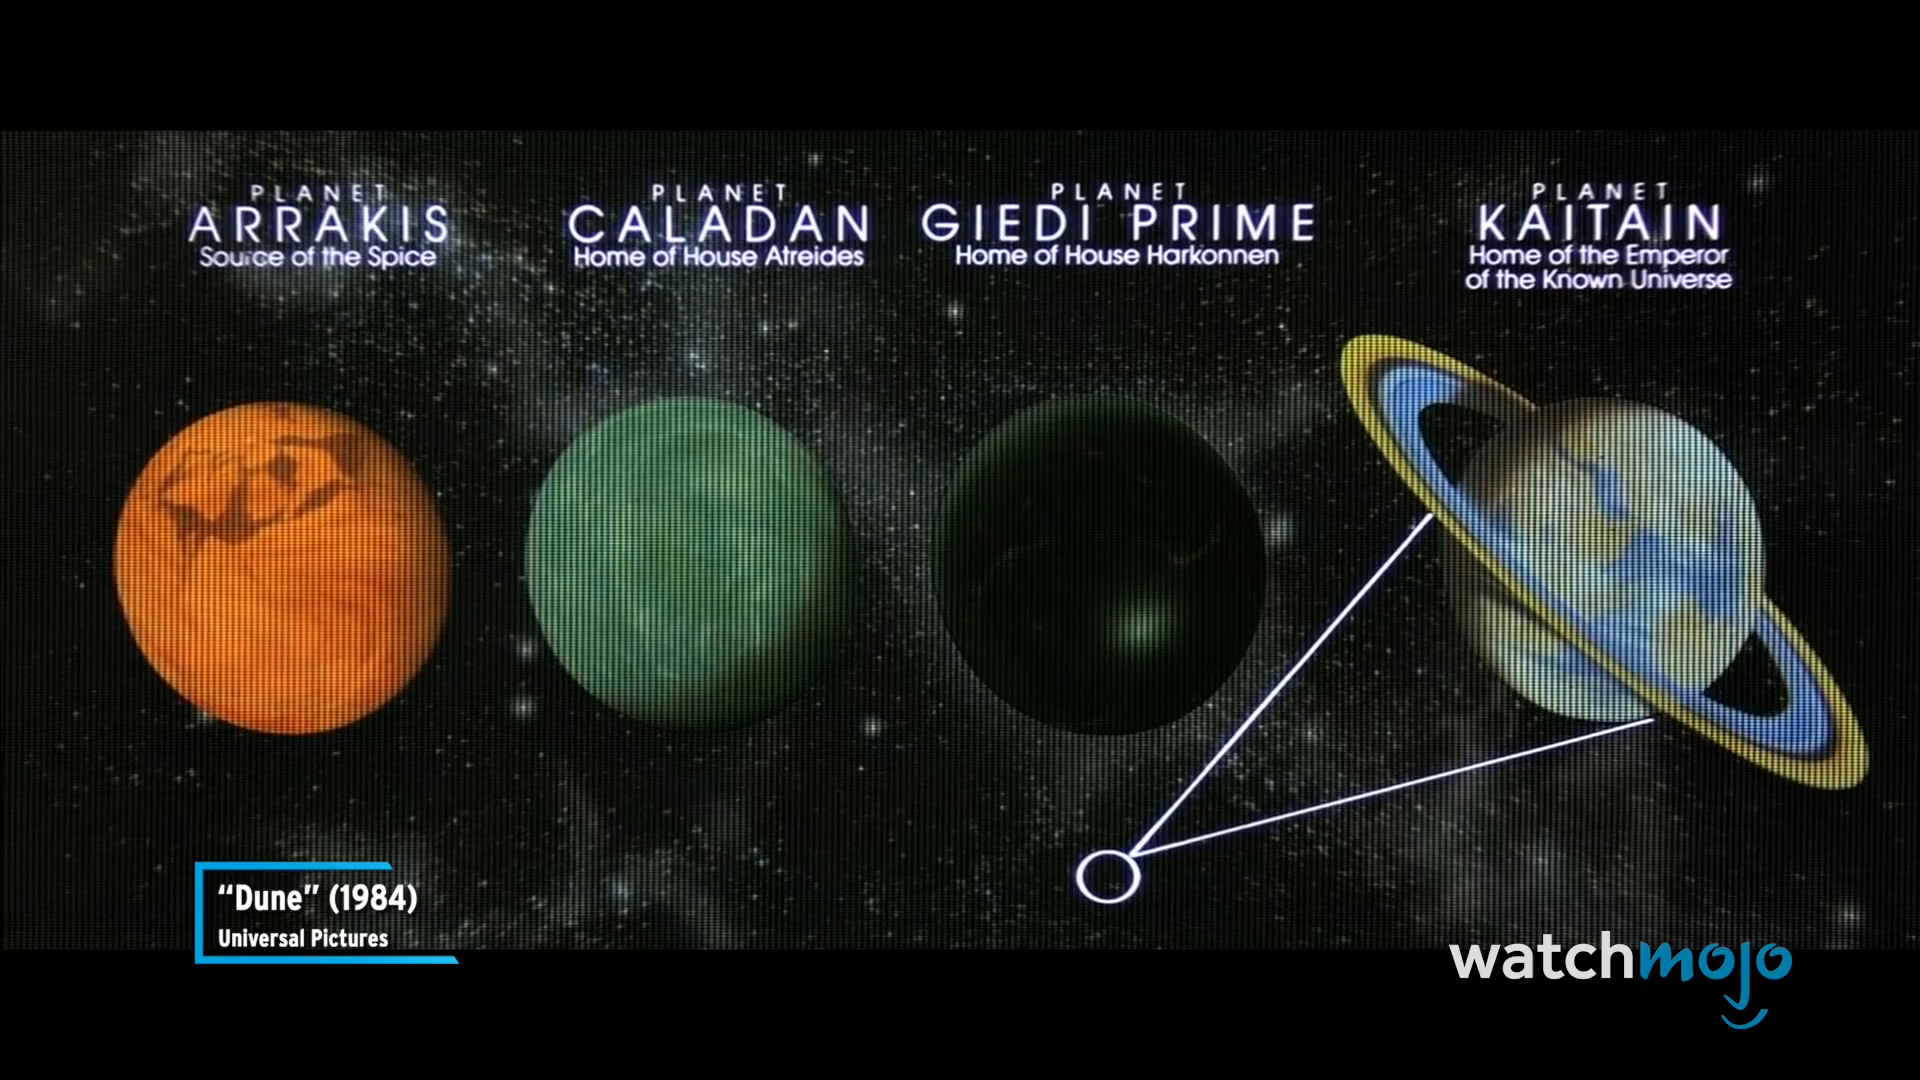 PLANET
ARRAKIS
Source of the Spice
PLANET
CALADAN
Home of House Atreides
PLANET
GIEDI PRIME
Home of House Harkonnen
PLANET
KAITAIN
Home of the Emperor
of the Known Universe
“Dune” (1984)
Universal Pictures
watchmojo